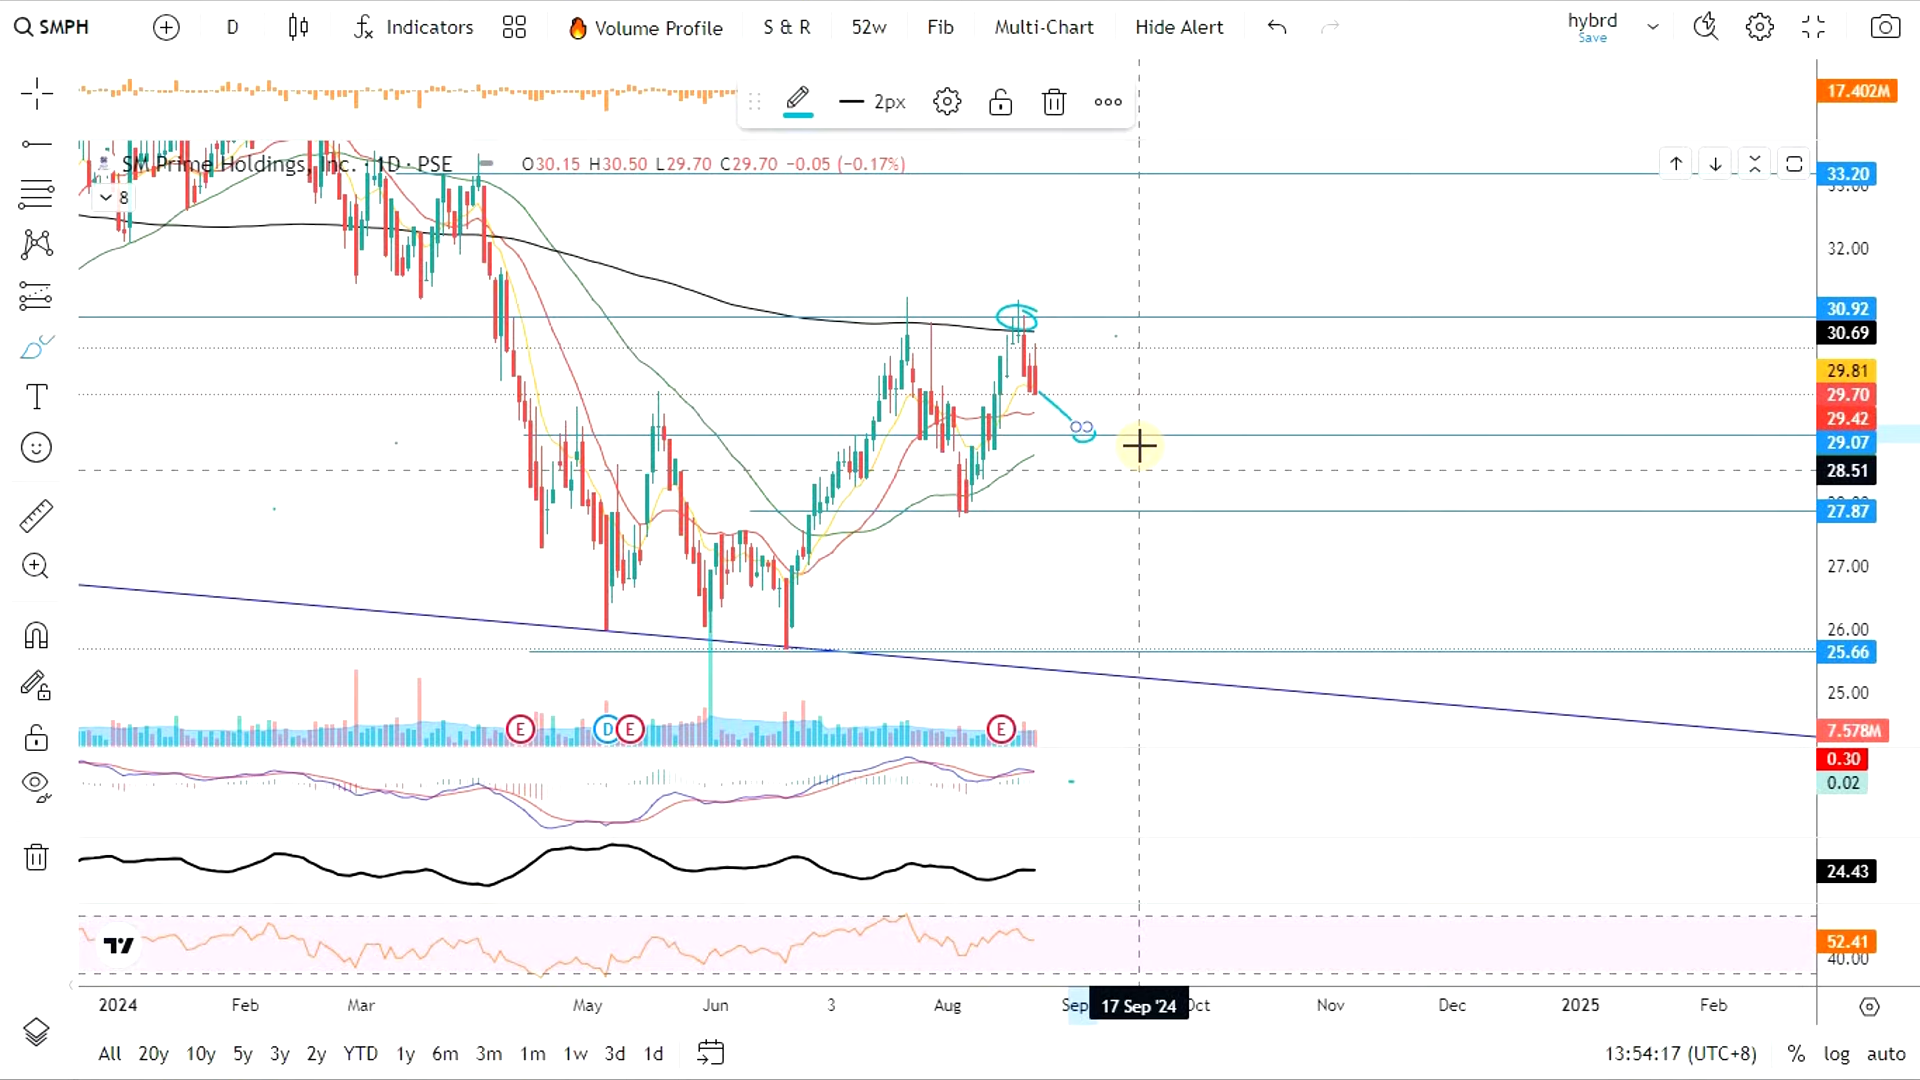 SMPH D Indicators Volume Profile S & R 52w Fib Multi-Chart Hide Alert hybrd
Save
17.402M
2px
SM Prime Holdings, Inc. · 1D · PSE O30.15 H30.50 L29.70 C29.70 −0.05 (−0.17%)
33.20
8
32.00
30.92
30.69
29.81
29.70
29.42
29.07
28.51
27.87
27.00
26.00
25.66
25.00
E D E E 7.578M
0.30
0.02
24.43
52.41
40.00
2024 Feb Mar May Jun 3 Aug Sep 17 Sep '24 Oct Nov Dec 2025 Feb
All 20y 10y 5y 3y 2y YTD 1y 6m 3m 1m 1w 3d 1d 13:54:17 (UTC+8) % log auto